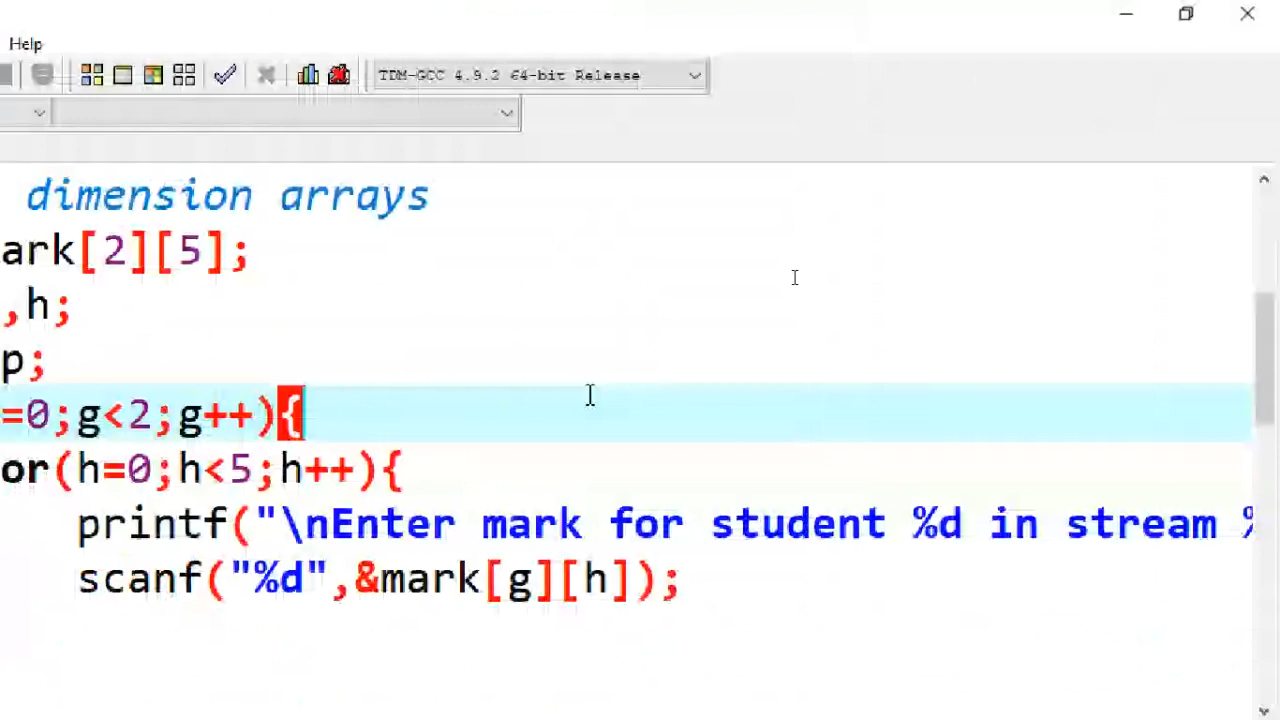 Help
TDM-GCC 4.9.2 64-bit Release
dimension arrays
ark[2][5];
,h;
p;
=0;g<2;g++){
or(h=0;h<5;h++){
printf("\nEnter mark for student %d in stream %
scanf("%d",&mark[g][h]);